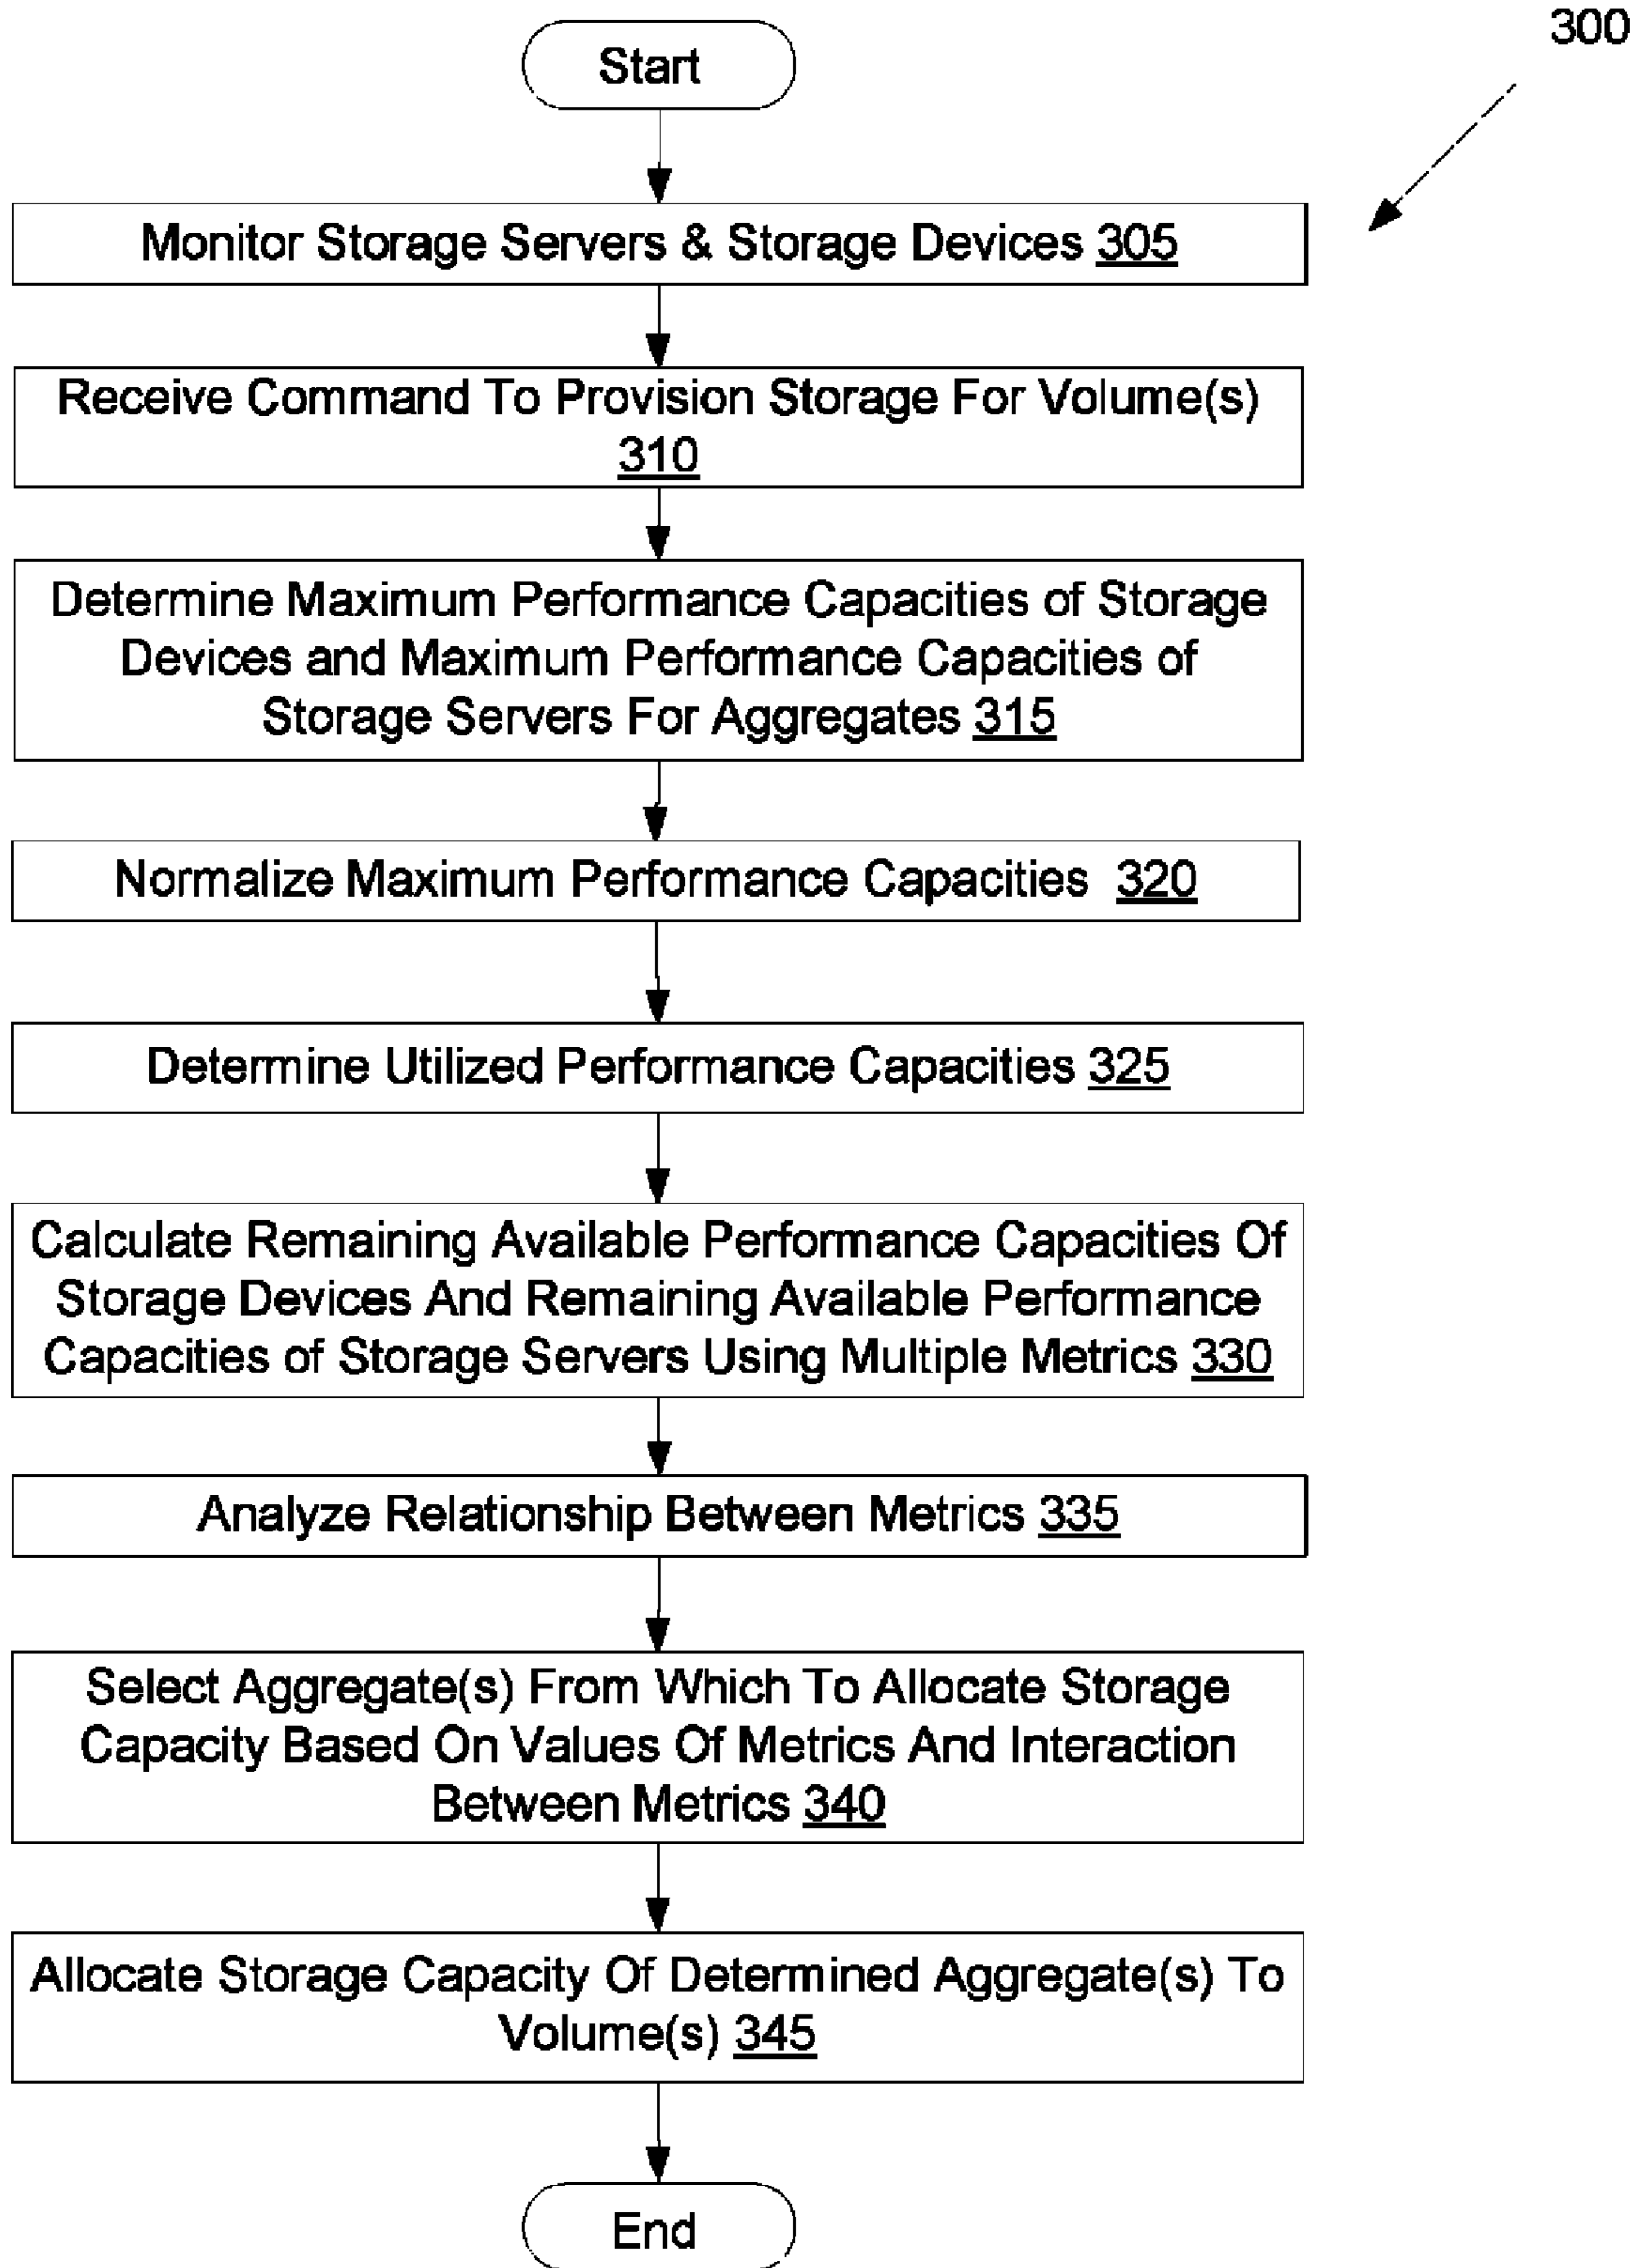 300
Start
Monitor Storage Servers & Storage Devices 305
Receive Command To Provision Storage For Volume(s)
310
Determine Maximum Performance Capacities of Storage
Devices and Maximum Performance Capacities of
Storage Servers For Aggregates 315
Normalize Maximum Performance Capacities 320
Determine Utilized Performance Capacities 325
Calculate Remaining Available Performance Capacities Of
Storage Devices And Remaining Available Performance
Capacities of Storage Servers Using Multiple Metrics 330
Analyze Relationship Between Metrics 335
Select Aggregate(s) From Which To Allocate Storage
Capacity Based On Values Of Metrics And Interaction
Between Metrics 340
Allocate Storage Capacity Of Determined Aggregate(s) To
Volume(s) 345
End